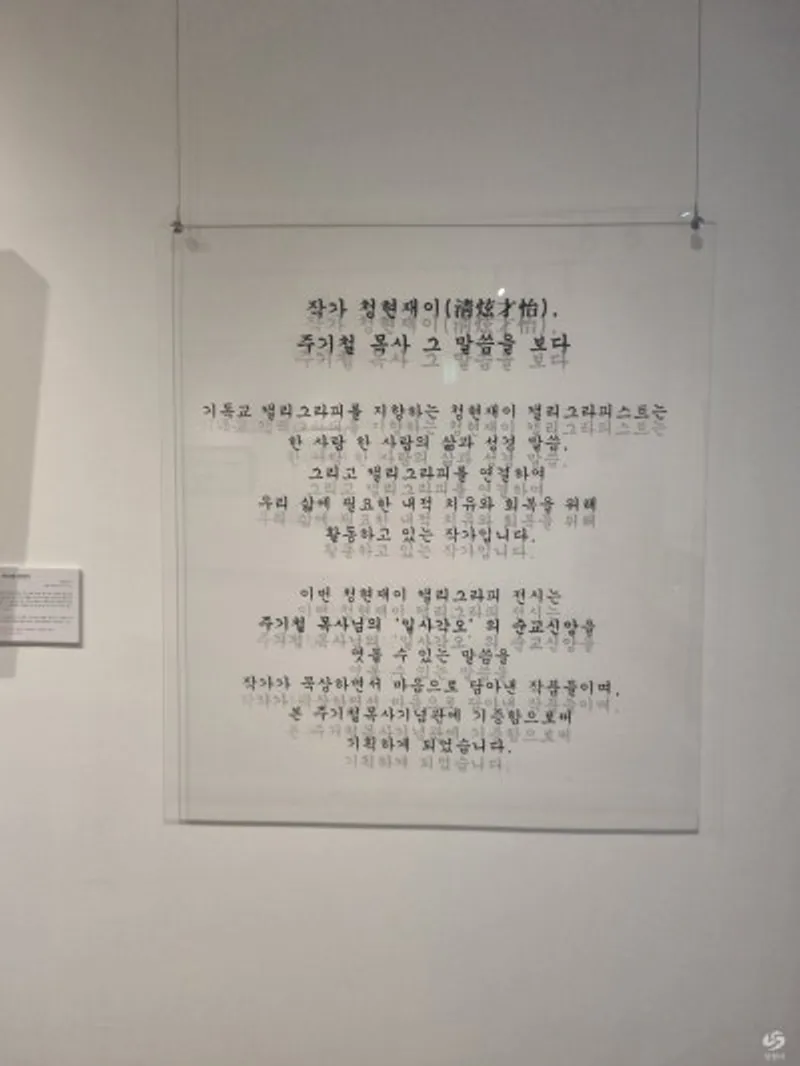 작가 청현재이(淸炫才怡),
주기철 목사 그 말씀을 보다
기독교 캘리그라피를 지향하는 청현재이 캘리그라피스트는
한 사람 한 사람의 삶과 성경 말씀,
그리고 캘리그라피를 연결하여
우리 삶에 필요한 내적 치유와 회복을 위해
활동하고 있는 작가입니다.
이번 청현재이 캘리그라피 전시는
주기철 목사님의 '일사각오' 의 순교신앙을
엿볼 수 있는 말씀을
작가가 묵상하면서 마음으로 담아낸 작품들이며,
본 주기철목사기념관에 기증함으로써
기획하게 되었습니다.